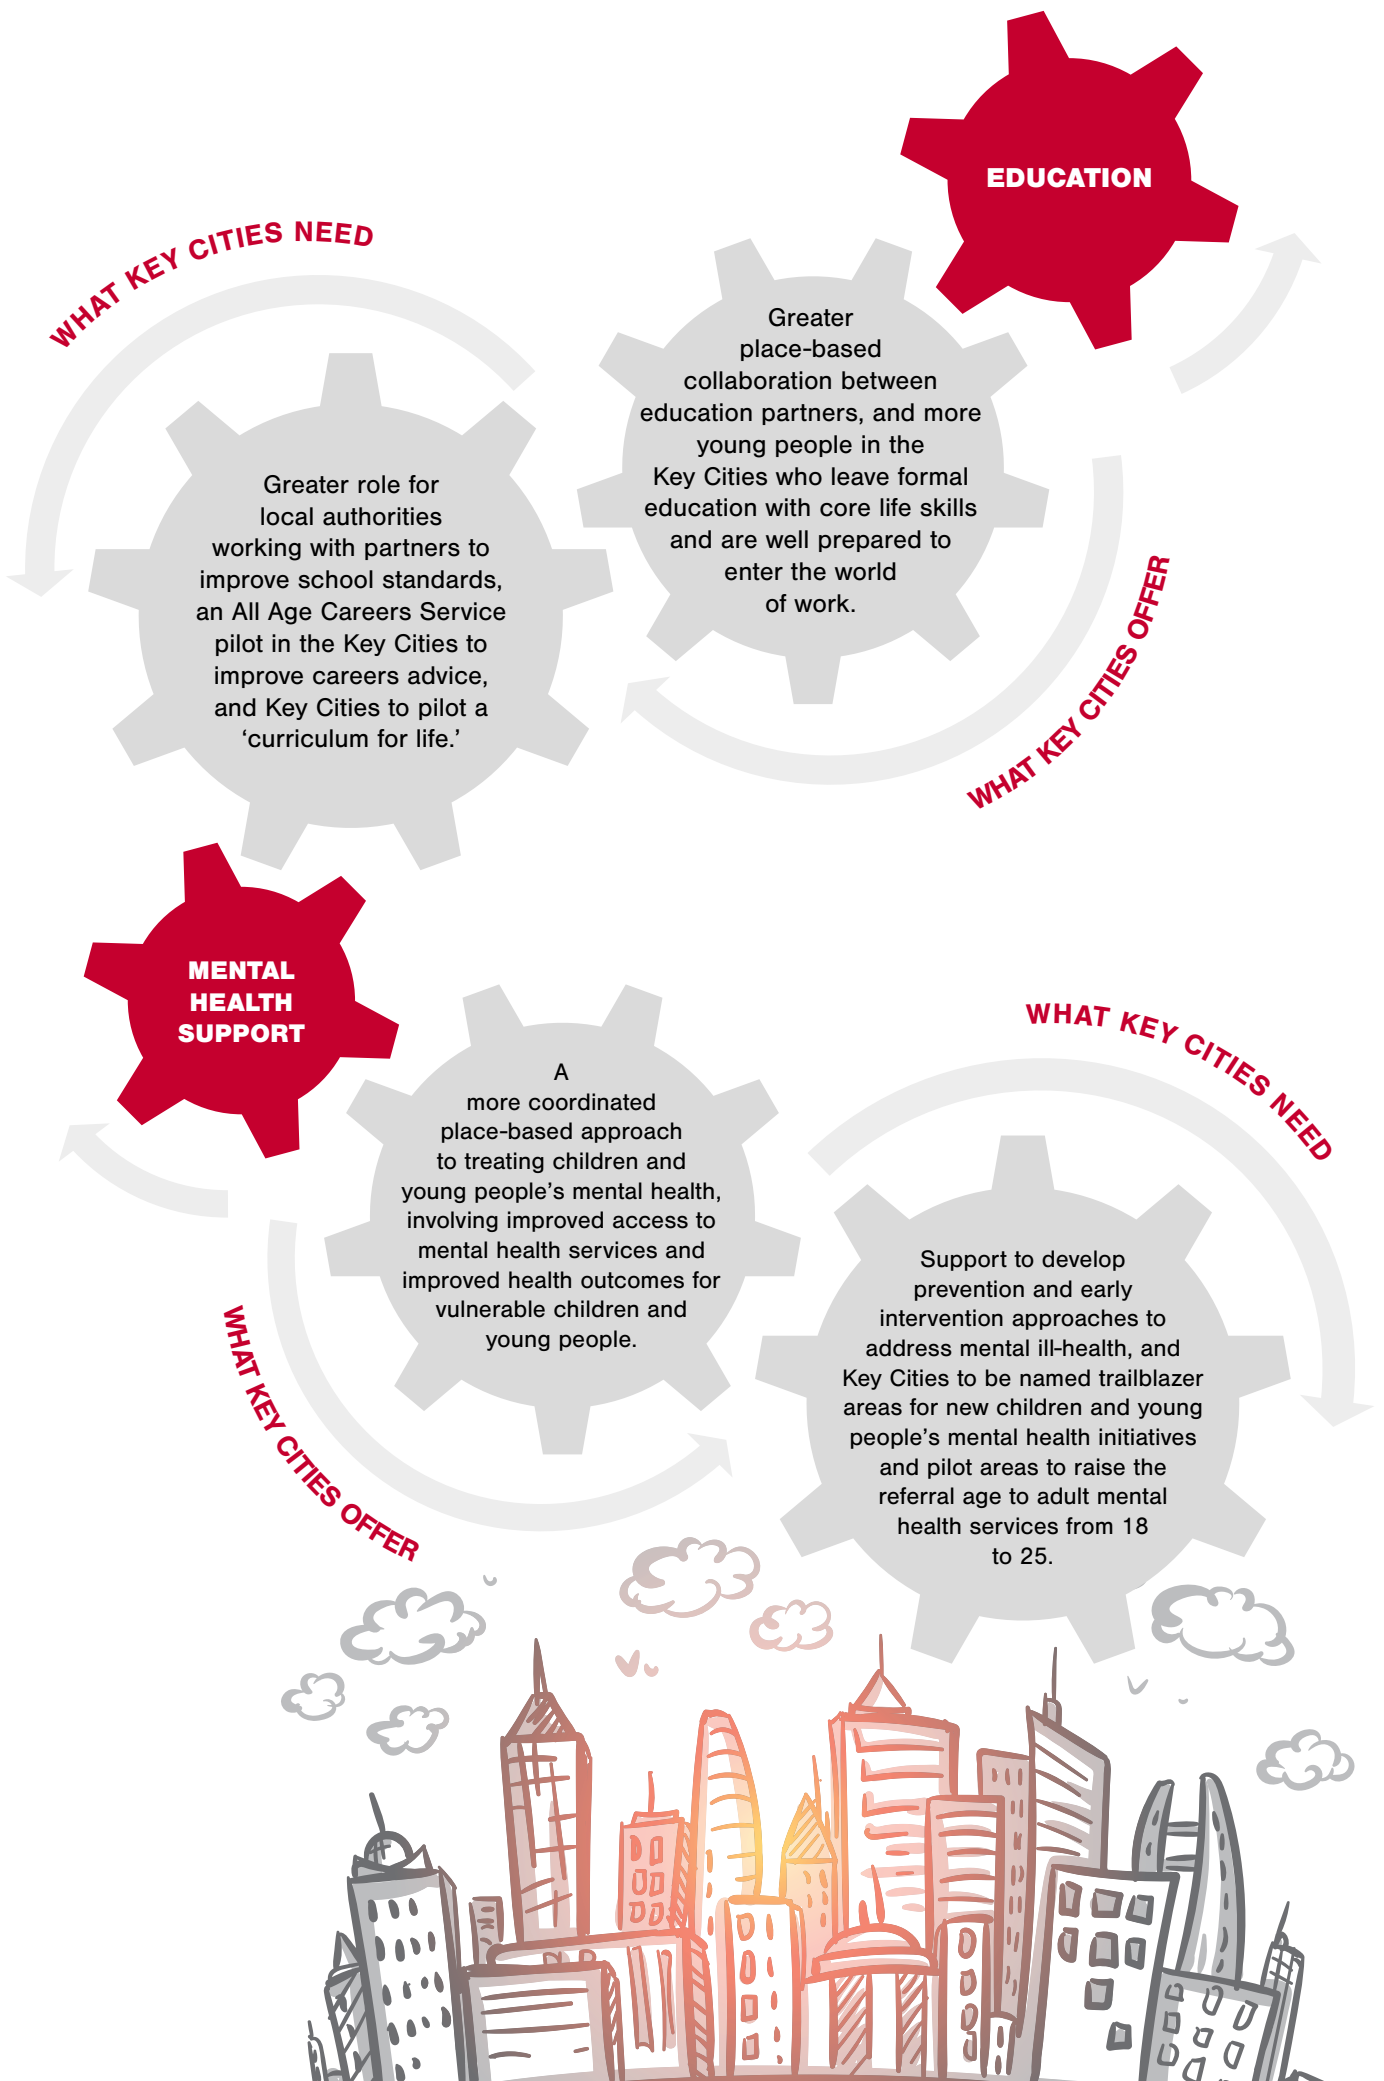 EDUCATION
WHAT KEY CITIES NEED
Greater
place-based
collaboration between
education partners, and more
young people in the
Key Cities who leave formal
education with core life skills
and are well prepared to
enter the world
of work.
Greater role for
local authorities
working with partners to
improve school standards,
an All Age Careers Service
pilot in the Key Cities to
improve careers advice,
and Key Cities to pilot a
‘curriculum for life.’
WHAT KEY CITIES OFFER
MENTAL
HEALTH
SUPPORT
WHAT KEY CITIES NEED
A
more coordinated
place-based approach
to treating children and
young people’s mental health,
involving improved access to
mental health services and
improved health outcomes for
vulnerable children and
young people.
Support to develop
prevention and early
intervention approaches to
address mental ill-health, and
Key Cities to be named trailblazer
areas for new children and young
people’s mental health initiatives
and pilot areas to raise the
referral age to adult mental
health services from 18
to 25.
WHAT KEY CITIES OFFER